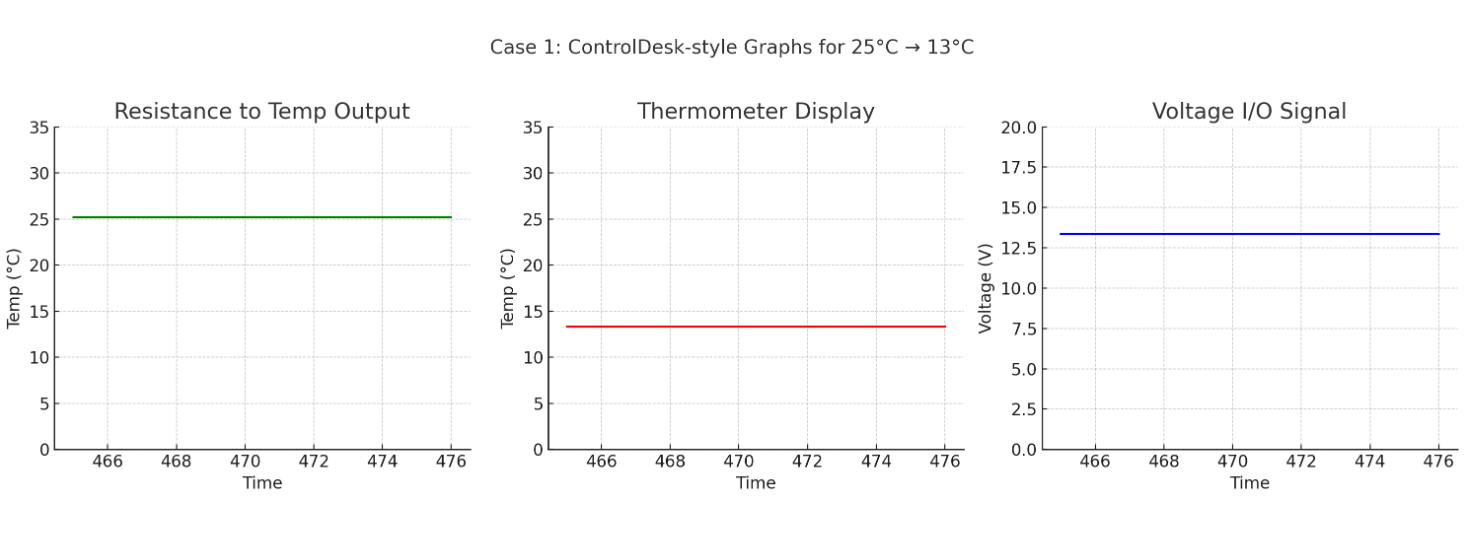 Case 1: ControlDesk-style Graphs for 25°C → 13°C
Resistance to Temp Output
35
30
25
20
15
10
5
0
Temp (°C)
466 468 470 472 474 476
Time
Thermometer Display
35
30
25
20
15
10
5
0
Temp (°C)
466 468 470 472 474 476
Time
Voltage I/O Signal
20.0
17.5
15.0
12.5
10.0
7.5
5.0
2.5
0.0
Voltage (V)
466 468 470 472 474 476
Time